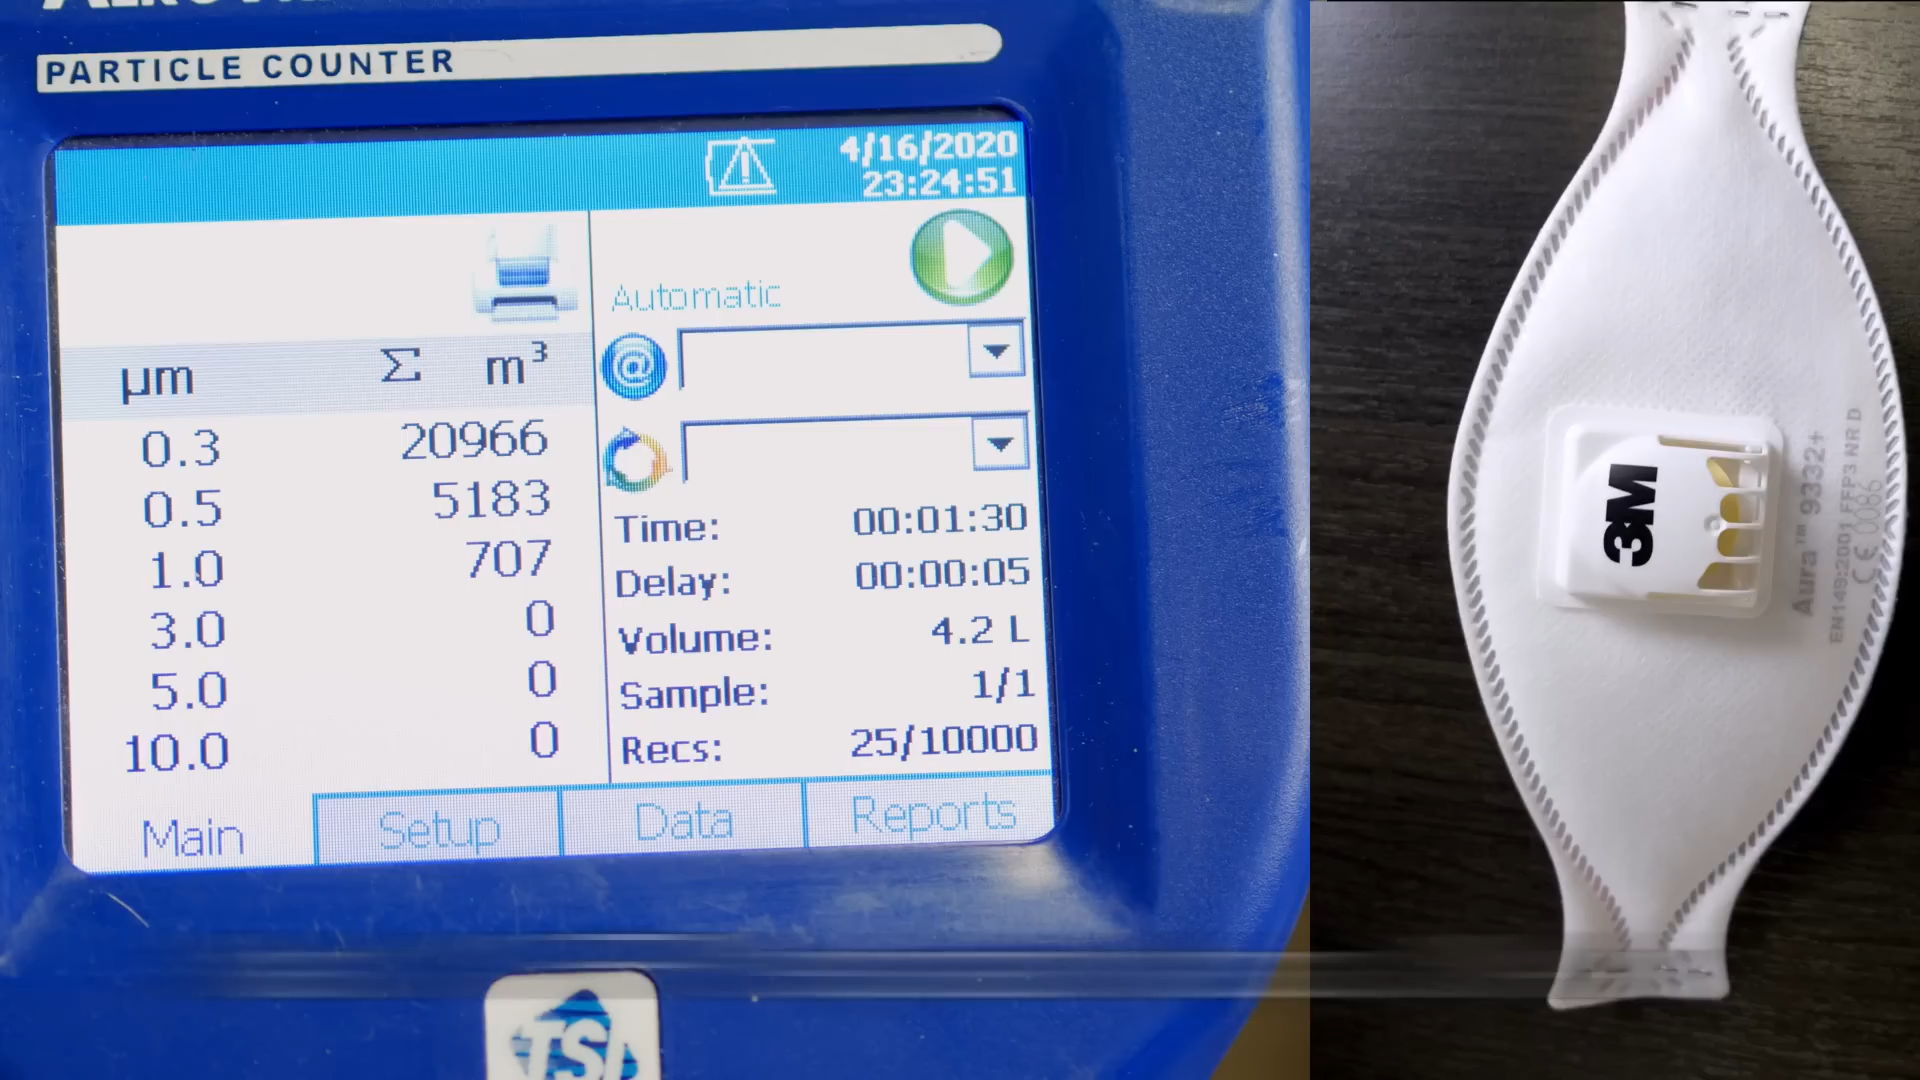 PARTICLE COUNTER
4/16/2020
23:24:51
Automatic
µm Σ m³
0.3 20966
0.5 5183
1.0 707
3.0 0
5.0 0
10.0 0
Time: 00:01:30
Delay: 00:00:05
Volume: 4.2 L
Sample: 1/1
Recs: 25/10000
Main Setup Data Reports
TSI
3M
Aura™ 9332+
EN149:2001 FFP3 NR D
CE 0086